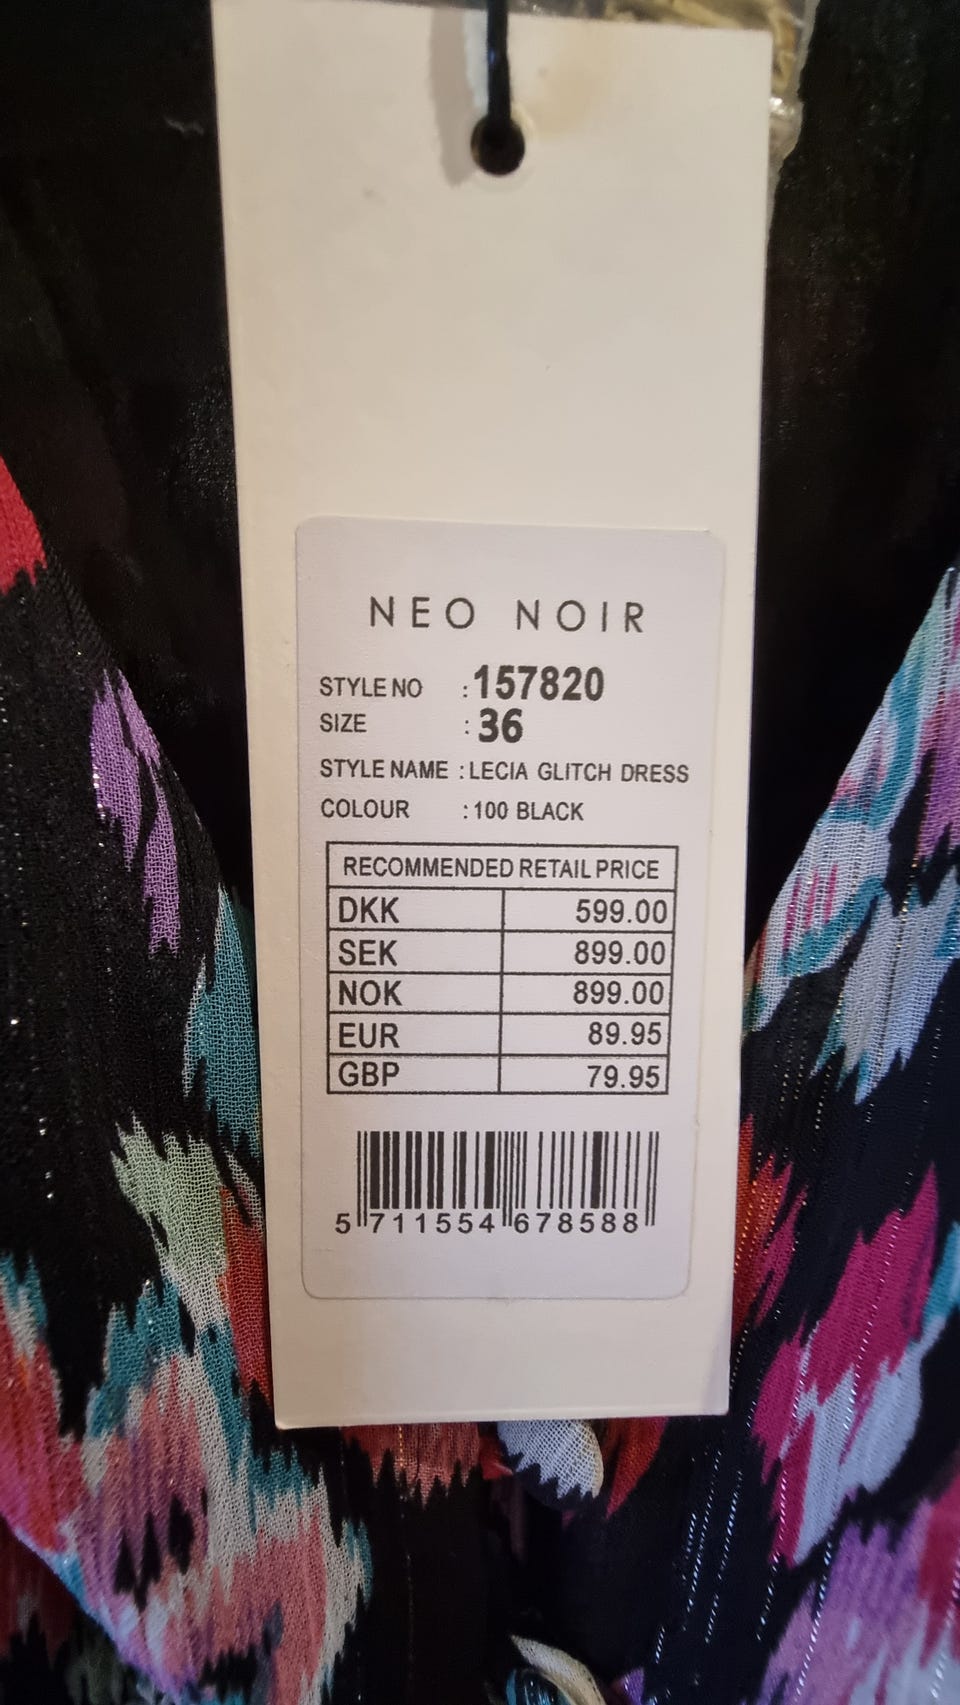 NEO NOIR
STYLE NO : 157820
SIZE : 36
STYLE NAME : LECIA GLITCH DRESS
COLOUR : 100 BLACK
RECOMMENDED RETAIL PRICE
DKK 599.00
SEK 899.00
NOK 899.00
EUR 89.95
GBP 79.95
5 711554 678588